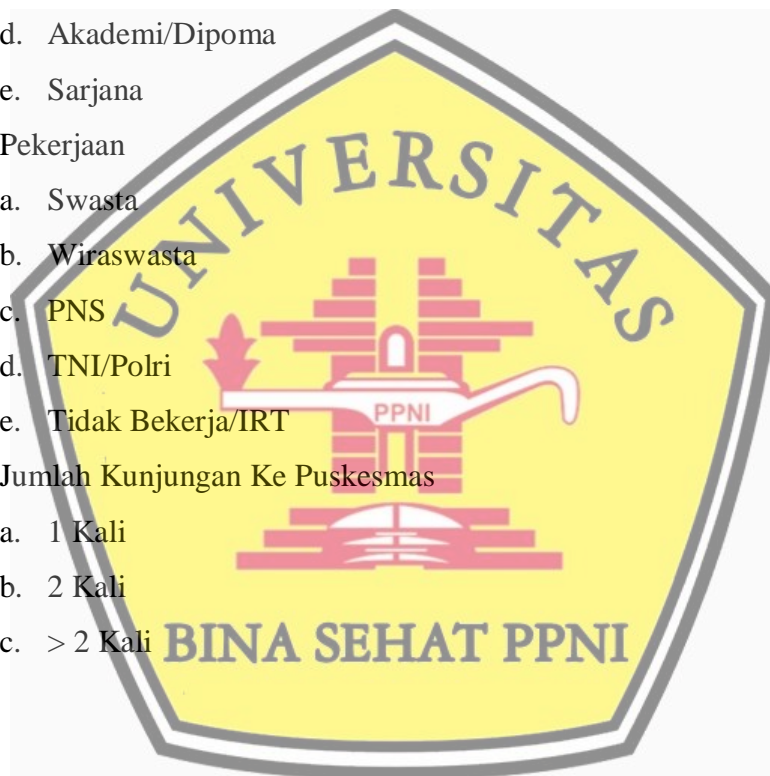 d. Akademi/Dipoma
e. Sarjana
Pekerjaan
a. Swasta
b. Wiraswasta
c. PNS
d. TNI/Polri
e. Tidak Bekerja/IRT
Jumlah Kunjungan Ke Puskesmas
a. 1 Kali
b. 2 Kali
c. > 2 Kali
UNIVERSITAS
PPNI
BINA SEHAT PPNI